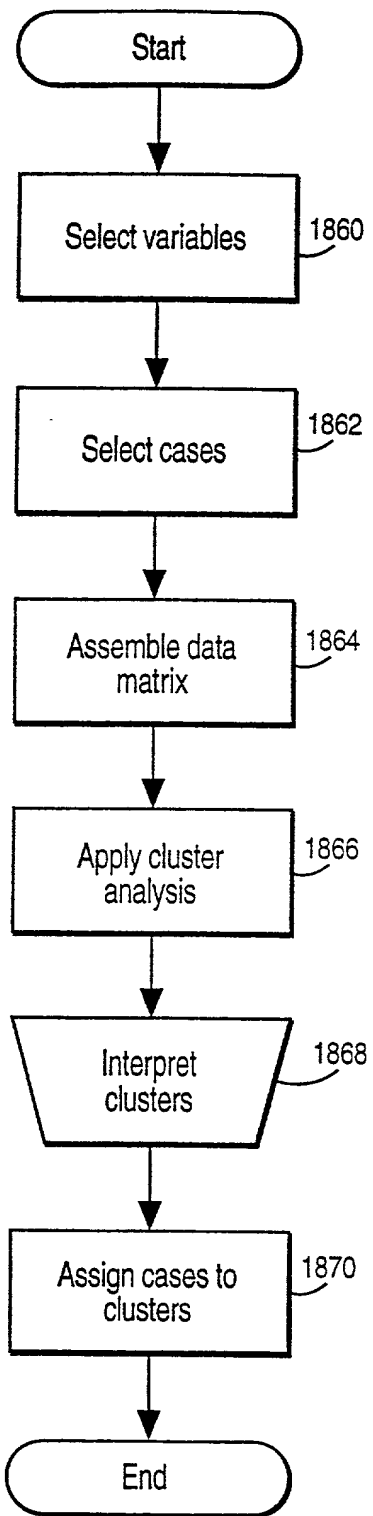 Start
Select variables
1860
Select cases
1862
Assemble data
matrix
1864
Apply cluster
analysis
1866
Interpret
clusters
1868
Assign cases to
clusters
1870
End